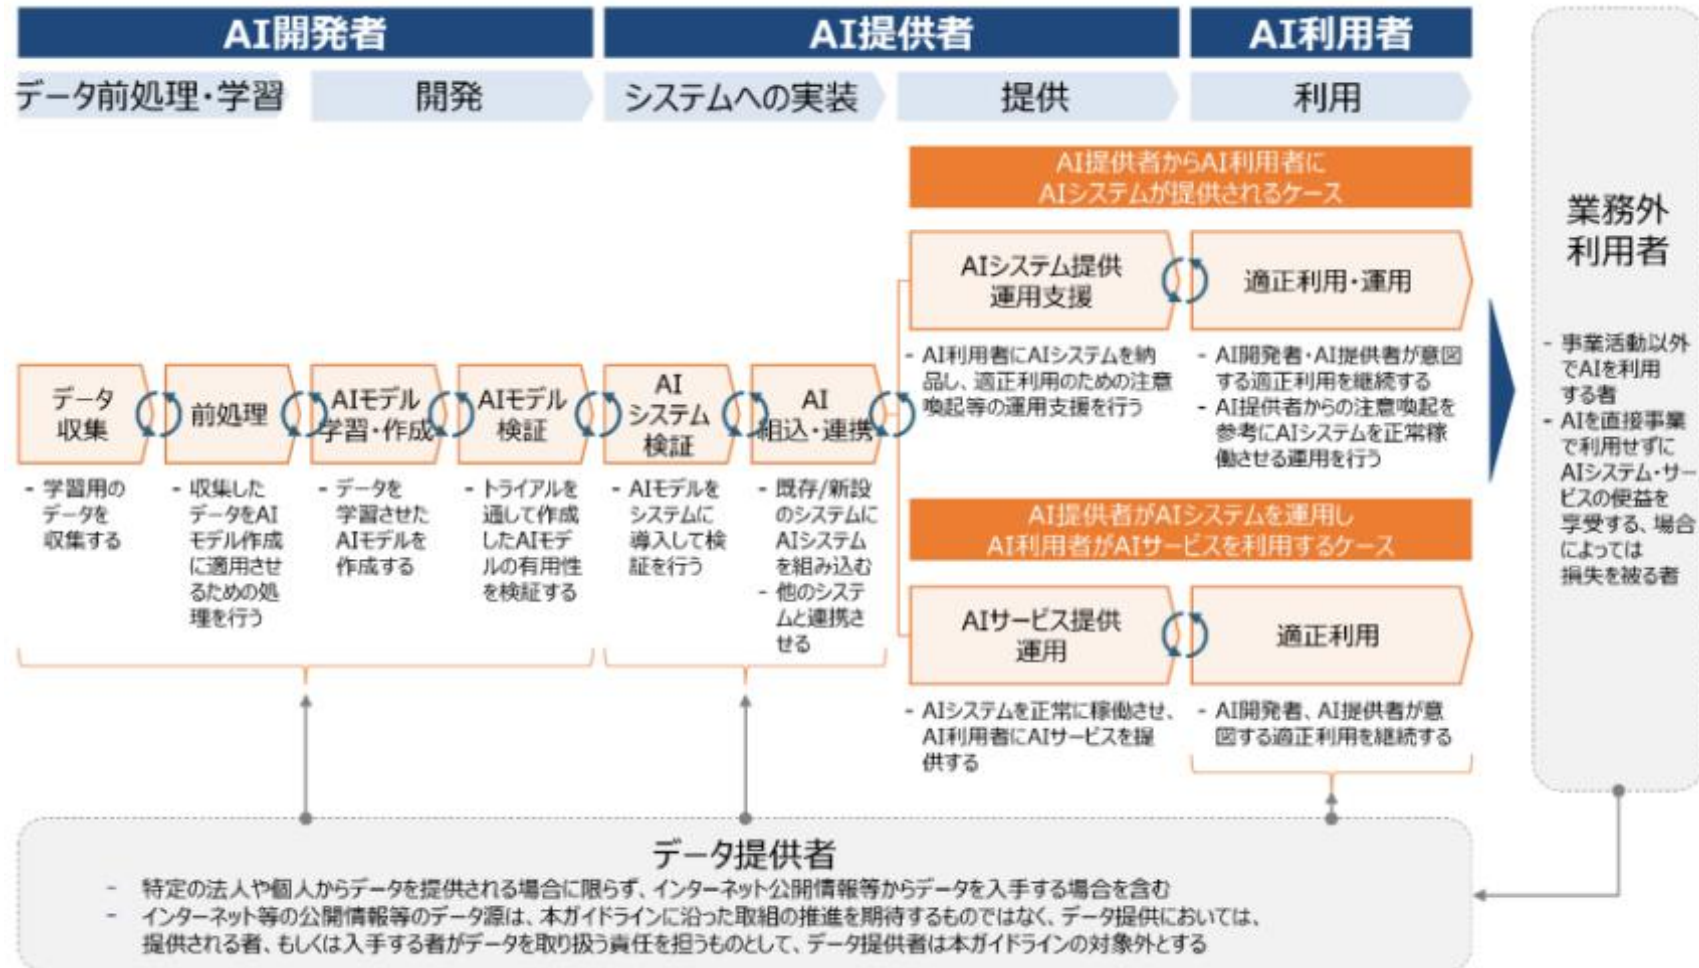 AI開発者
AI提供者
AI利用者
データ前処理・学習
開発
システムへの実装
提供
利用
AI提供者からAI利用者に
AIシステムが提供されるケース
AIシステム提供
運用支援
適正利用・運用
- AI利用者にAIシステムを納
品し、適正利用のための注意
喚起等の運用支援を行う
- AI開発者・AI提供者が意図
する適正利用を継続する
- AI提供者からの注意喚起を
参考にAIシステムを正常稼
働させる運用を行う
データ
収集
前処理
AIモデル
学習・作成
AIモデル
検証
AI
システム
検証
AI
組込・連携
- 学習用の
データを
収集する
- 収集した
データをAI
モデル作成
に適用させ
るための処
理を行う
- データを
学習させた
AIモデルを
作成する
- トライアルを
通して作成
したAIモデ
ルの有用性
を検証する
- AIモデルを
システムに
導入して検
証を行う
- 既存/新設
のシステムに
AIシステム
を組み込む
- 他のシステ
ムと連携さ
せる
AI提供者がAIシステムを運用し
AI利用者がAIサービスを利用するケース
AIサービス提供
運用
適正利用
- AIシステムを正常に稼働させ、
AI利用者にAIサービスを提
供する
- AI開発者、AI提供者が意
図する適正利用を継続する
業務外
利用者
- 事業活動以外
でAIを利用
する者
- AIを直接事業
で利用せずに
AIシステム・サー
ビスの便益を
享受する、場合
によっては
損失を被る者
データ提供者
- 特定の法人や個人からデータを提供される場合に限らず、インターネット公開情報等からデータを入手する場合を含む
- インターネット等の公開情報等のデータ源は、本ガイドラインに沿った取組の推進を期待するものではなく、データ提供においては、
提供される者、もしくは入手する者がデータを取り扱う責任を担うものとして、データ提供者は本ガイドラインの対象外とする